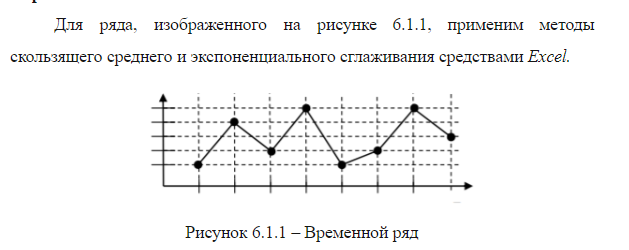 Для ряда, изображенного на рисунке 6.1.1, применим методы
скользящего среднего и экспоненциального сглаживания средствами Excel.
Рисунок 6.1.1 – Временной ряд